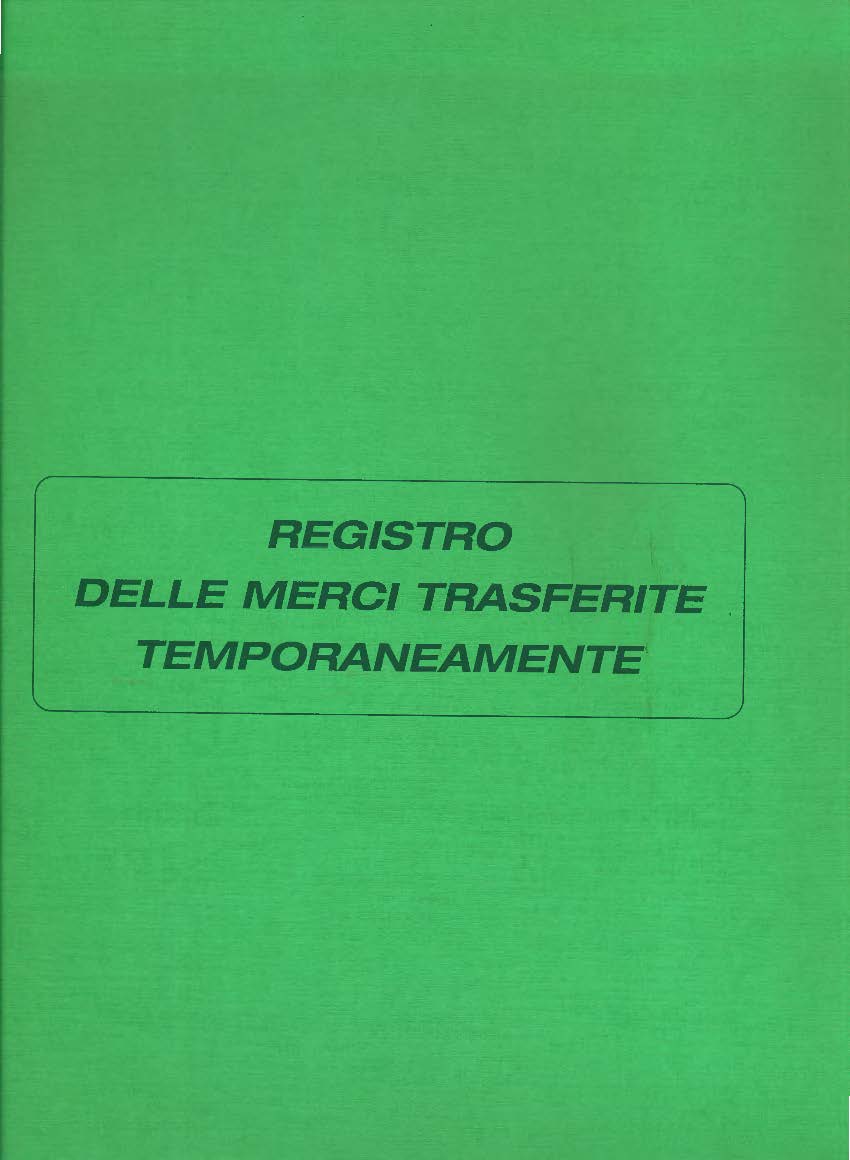 REGISTRO
DELLE MERCI TRASFERITE
TEMPORANEAMENTE